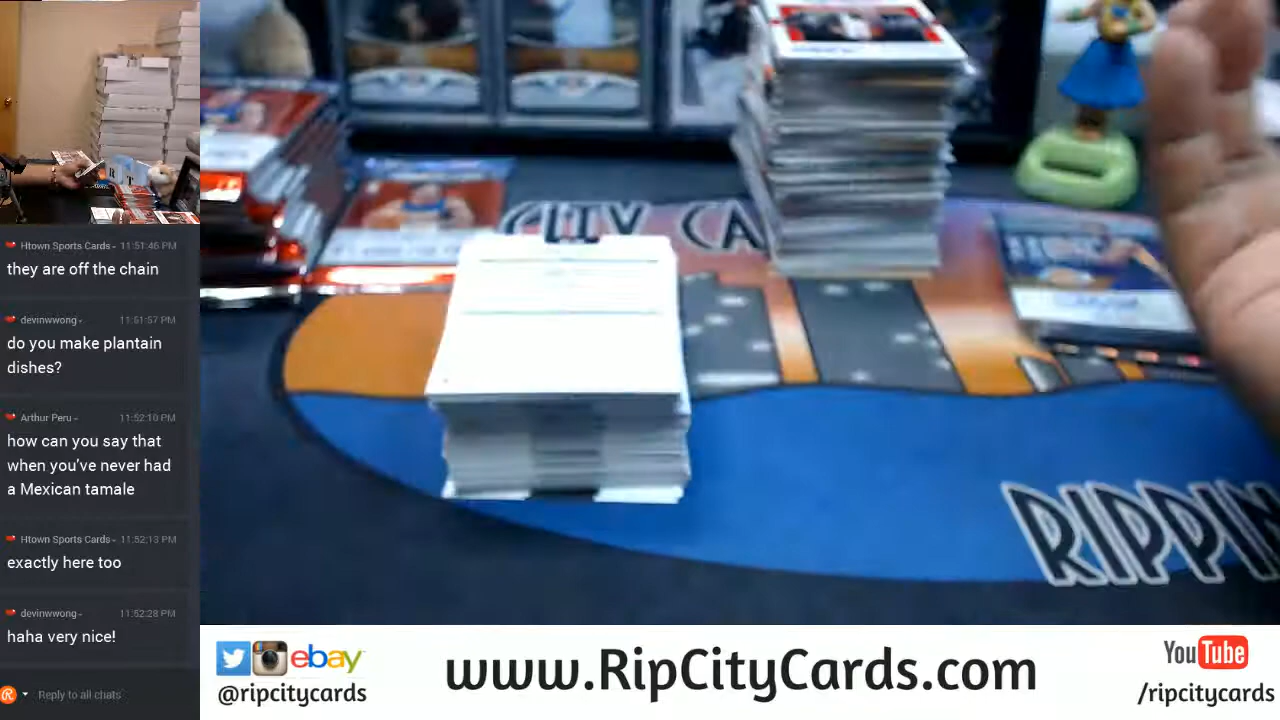 Htown Sports Cards 11:51:46 PM
they are off the chain
devinwwong 11:51:57 PM
do you make plantain
dishes?
Arthur Peru 11:52:10 PM
how can you say that
when you've never had
a Mexican tamale
Htown Sports Cards 11:52:13 PM
exactly here too
devinwwong 11:52:28 PM
haha very nice!
Reply to all chats
CITY CA
RIPPIN
ebay
@ripcitycards
www.RipCityCards.com
YouTube
/ripcitycards